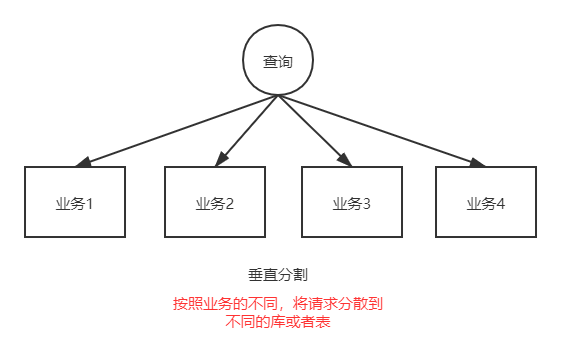 查询
业务1
业务2
业务3
业务4
垂直分割
按照业务的不同，将请求分散到
不同的库或者表